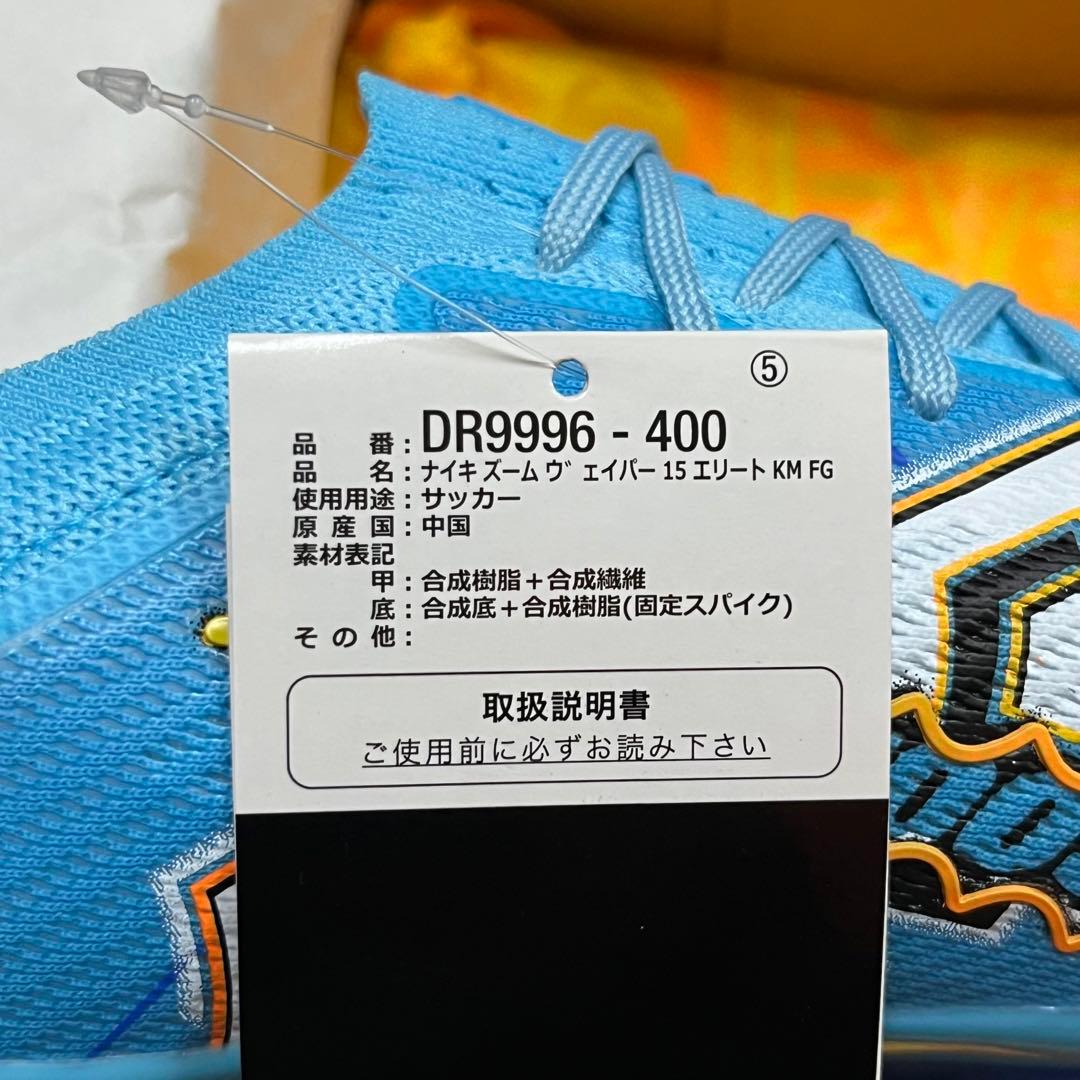 ⑤
品番:DR9996 - 400
品名:ナイキ ズーム ヴェイパー 15 エリート KM FG
使用用途:サッカー
原産国:中国
素材表記
甲:合成樹脂+合成繊維
底:合成底+合成樹脂(固定スパイク)
その他:
取扱説明書
ご使用前に必ずお読み下さい